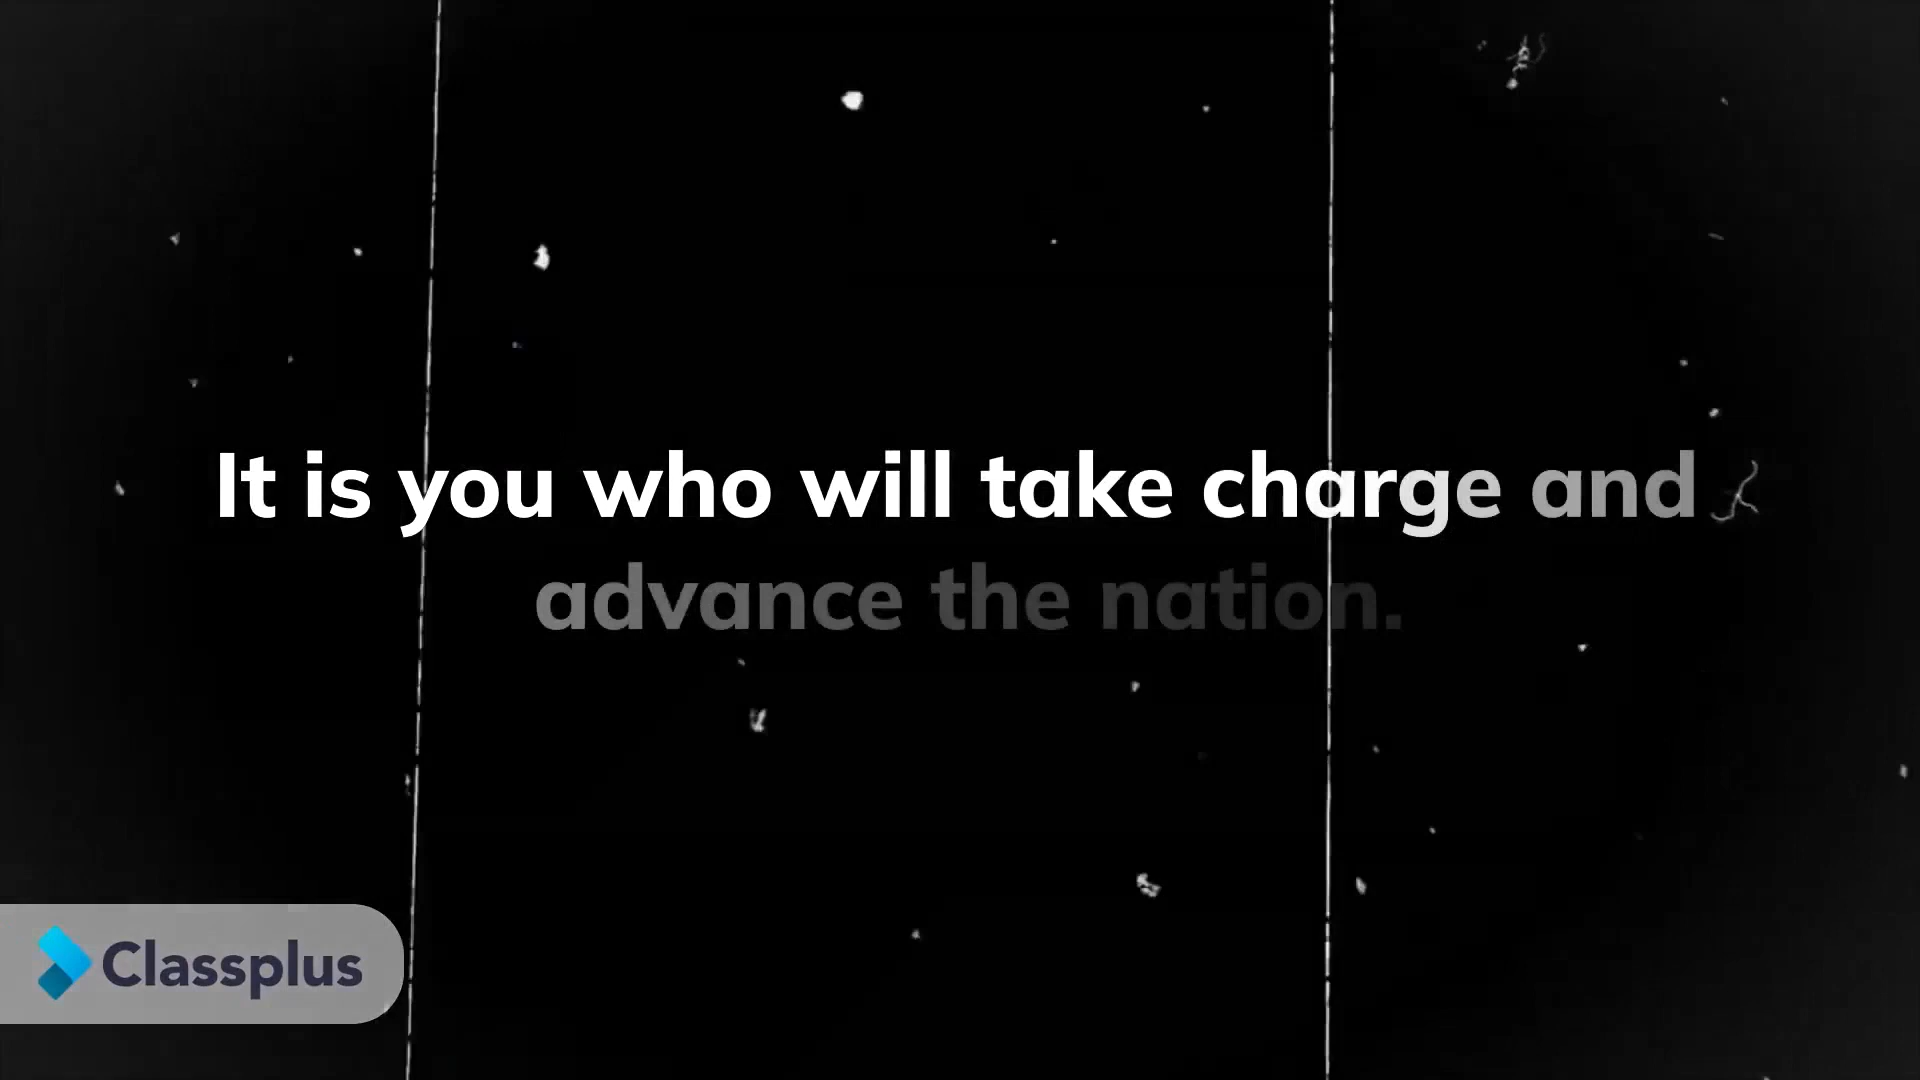 It is you who will take charge and
advance the nation.
Classplus